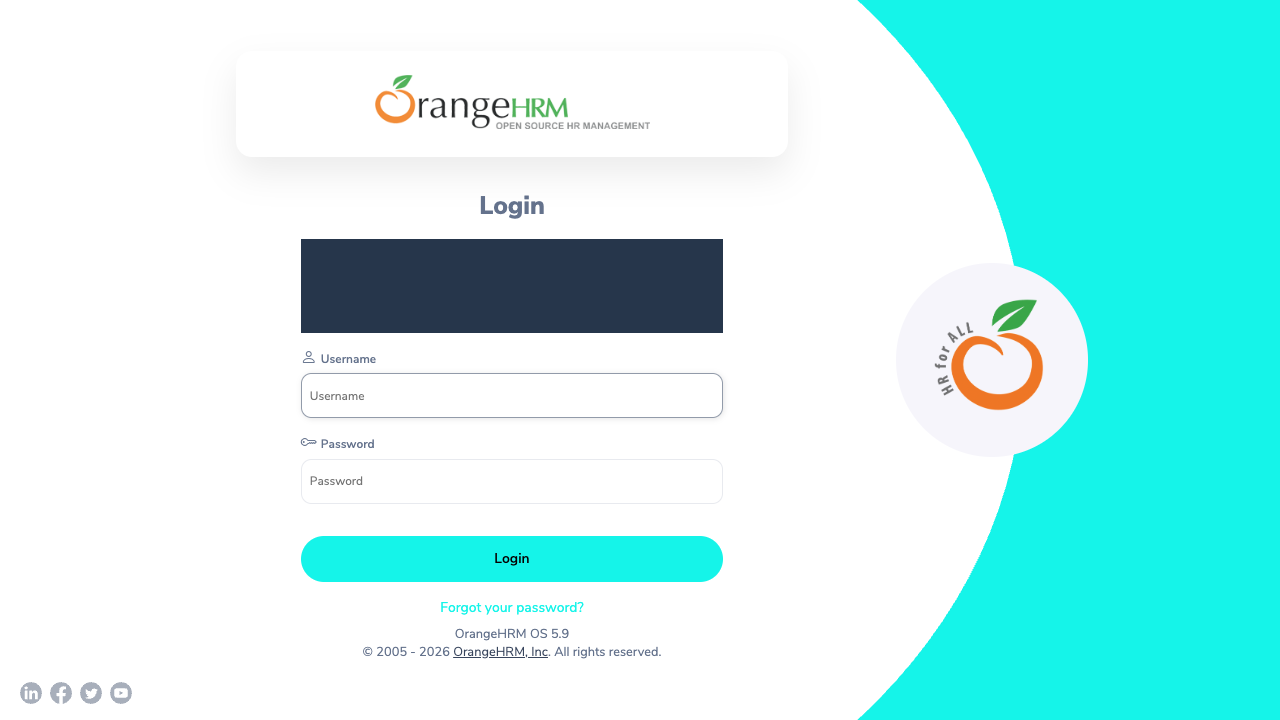 OrangeHRM
OPEN SOURCE HR MANAGEMENT
Login
Username
Username
Password
Password
Login
Forgot your password?
OrangeHRM OS 5.9
© 2005 - 2026 OrangeHRM, Inc. All rights reserved.
HR for ALL